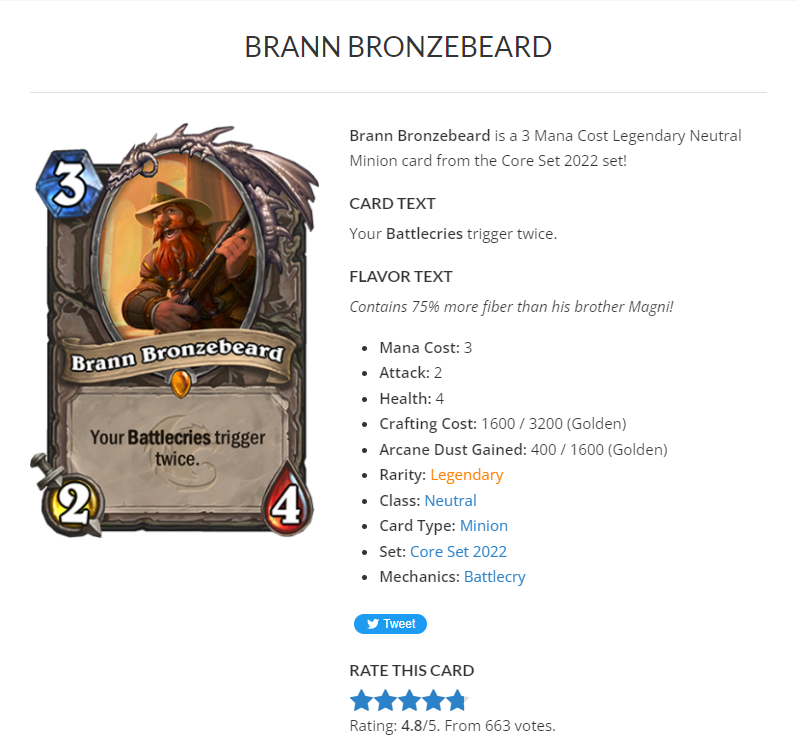 BRANN BRONZEBEARD
3
Brann Bronzebeard
Your Battlecries trigger
twice.
2
4
Brann Bronzebeard is a 3 Mana Cost Legendary Neutral
Minion card from the Core Set 2022 set!
CARD TEXT
Your Battlecries trigger twice.
FLAVOR TEXT
Contains 75% more fiber than his brother Magni!
Mana Cost: 3
Attack: 2
Health: 4
Crafting Cost: 1600 / 3200 (Golden)
Arcane Dust Gained: 400 / 1600 (Golden)
Rarity: Legendary
Class: Neutral
Card Type: Minion
Set: Core Set 2022
Mechanics: Battlecry
Tweet
RATE THIS CARD
Rating: 4.8/5. From 663 votes.